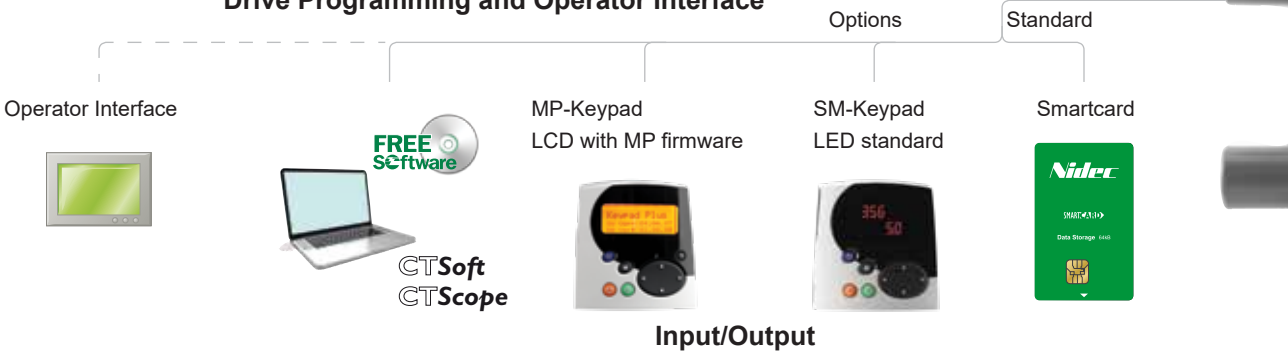 Drive Programming and Operator Interface
Options
Standard
Operator Interface
MP-Keypad
LCD with MP firmware
SM-Keypad
LED standard
Smartcard
FREE
SOftware
CTSoft
CTScope
Keypad Plus
356
50
Nidec
SMARTCARD
Data Storage 64kB
Input/Output